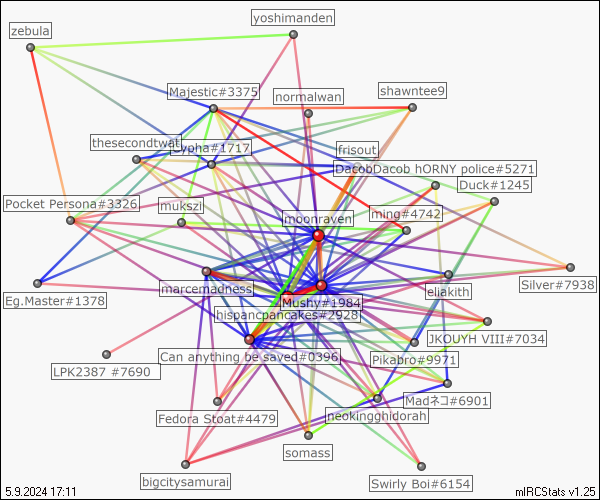 yoshimanden
zebula
Majestic#3375
normalwan
shawntee9
thesecondtwat
Cypha#1717
frisout
DacobDacob hORNY police#5271
Duck#1245
Pocket Persona#3326
mukszi
moonraven
ming#4742
Eg.Master#1378
marcemadness
Mushy#1984
eliakith
Silver#7938
hispancpancakes#2928
JKOUYH VIII#7034
Can anything be saved#0396
Pikabro#9971
LPK2387 #7690
Madネコ#6901
Fedora Stoat#4479
neokingghidorah
somass
bigcitysamurai
Swirly Boi#6154
5.9.2024 17:11
mIRCStats v1.25